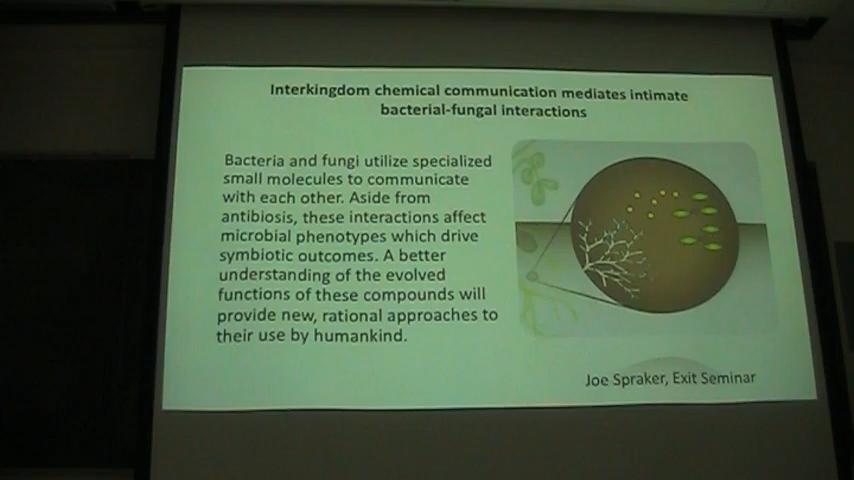 Interkingdom chemical communication mediates intimate
bacterial-fungal interactions
Bacteria and fungi utilize specialized
small molecules to communicate
with each other. Aside from
antibiosis, these interactions affect
microbial phenotypes which drive
symbiotic outcomes. A better
understanding of the evolved
functions of these compounds will
provide new, rational approaches to
their use by humankind.
Joe Spraker, Exit Seminar